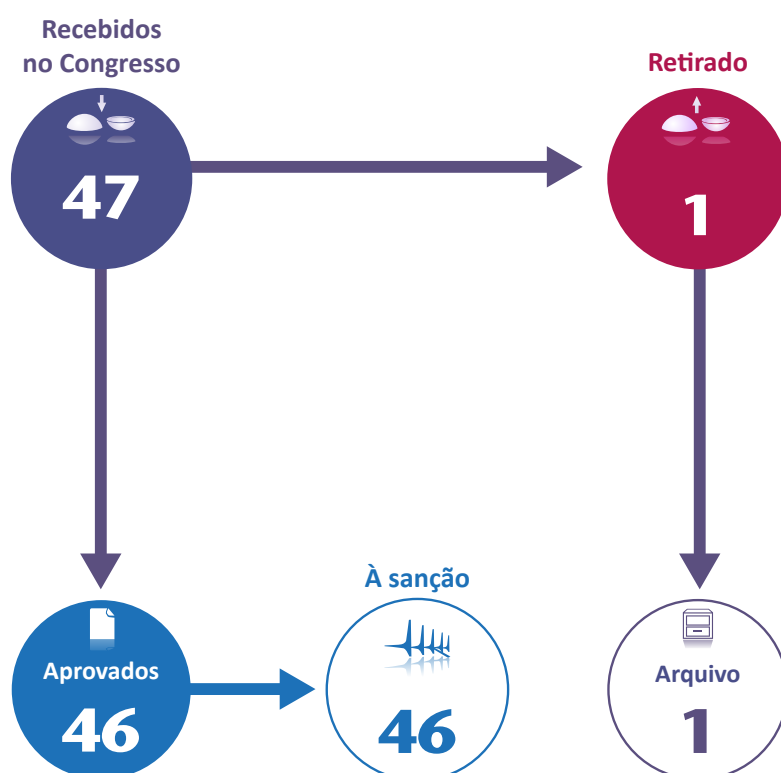 Recebidos
no Congresso
47
Retirado
1
Aprovados
46
À sanção
46
Arquivo
1